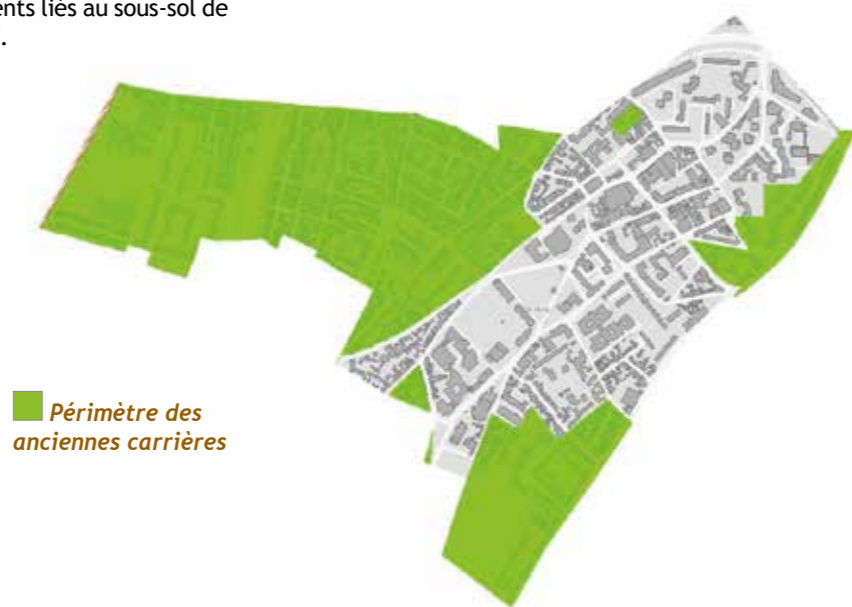 ents liés au sous-sol de
.
Périmètre des
anciennes carrières